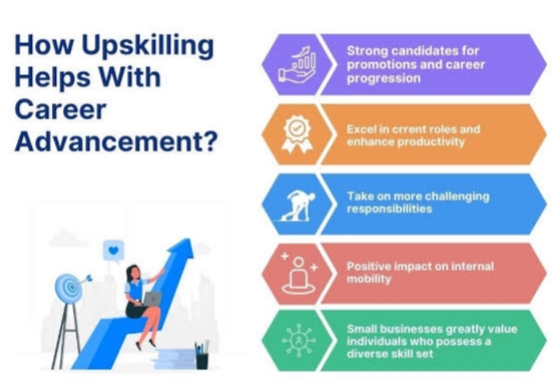 How Upskilling
Helps With
Career
Advancement?
Strong candidates for
promotions and career
progression
Excel in crrent roles and
enhance productivity
Take on more challenging
responsibilities
Positive impact on internal
mobility
Small businesses greatly value
individuals who possess a
diverse skill set